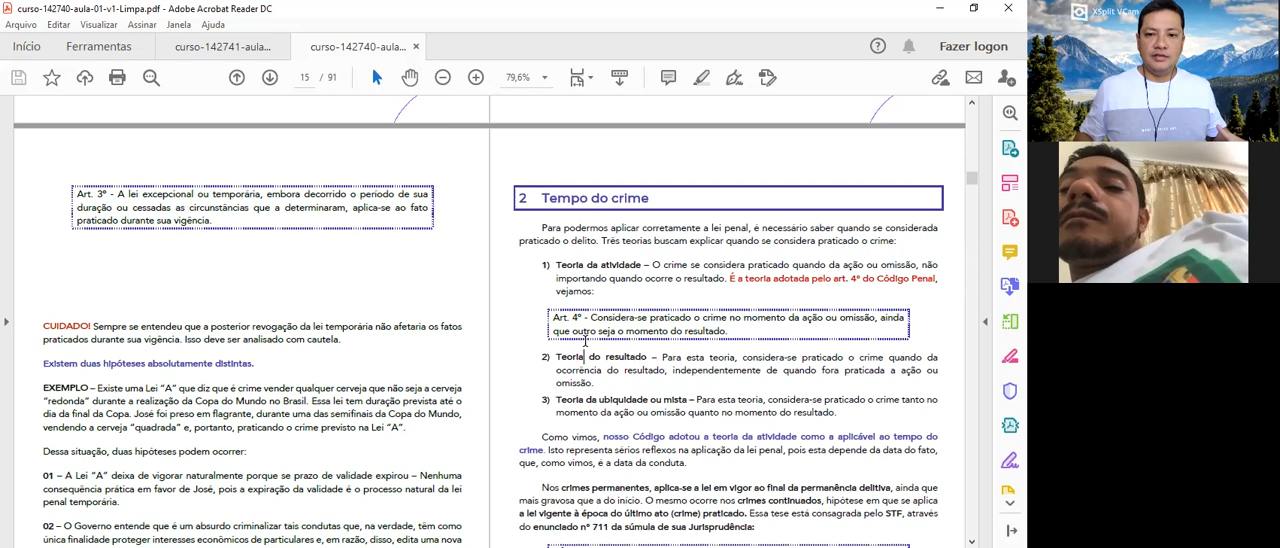 curso-142740-aula-01-v1-Limpa.pdf - Adobe Acrobat Reader DC
Arquivo Editar Visualizar Assinar Janela Ajuda
Início Ferramentas curso-142741-aula... curso-142740-aula... × Fazer logon
15 / 91 79,6%
Art. 3º - A lei excepcional ou temporária, embora decorrido o período de sua
duração ou cessadas as circunstâncias que a determinaram, aplica-se ao fato
praticado durante sua vigência.
CUIDADO! Sempre se entendeu que a posterior revogação da lei temporária não afetaria os fatos
praticados durante sua vigência. Isso deve ser analisado com cautela.
Existem duas hipóteses absolutamente distintas.
EXEMPLO – Existe uma Lei "A" que diz que é crime vender qualquer cerveja que não seja a cerveja
"redonda" durante a realização da Copa do Mundo no Brasil. Essa lei tem duração prevista até o
dia da final da Copa. José foi preso em flagrante, durante uma das semifinais da Copa do Mundo,
vendendo a cerveja "quadrada" e, portanto, praticando o crime previsto na Lei "A".
Dessa situação, duas hipóteses podem ocorrer:
01 – A Lei "A" deixa de vigorar naturalmente porque se prazo de validade expirou – Nenhuma
consequência prática em favor de José, pois a expiração da validade é o processo natural da lei
penal temporária.
02 – O Governo entende que é um absurdo criminalizar tais condutas que, na verdade, têm como
única finalidade proteger interesses econômicos de particulares e, em razão, disso, edita uma nova
2 Tempo do crime
Para podermos aplicar corretamente a lei penal, é necessário saber quando se considerada
praticado o delito. Três teorias buscam explicar quando se considera praticado o crime:
1) Teoria da atividade – O crime se considera praticado quando da ação ou omissão, não
importando quando ocorre o resultado. É a teoria adotada pelo art. 4º do Código Penal,
vejamos:
Art. 4º - Considera-se praticado o crime no momento da ação ou omissão, ainda
que outro seja o momento do resultado.
2) Teoria do resultado – Para esta teoria, considera-se praticado o crime quando da
ocorrência do resultado, independentemente de quando fora praticada a ação ou
omissão.
3) Teoria da ubiquidade ou mista – Para esta teoria, considera-se praticado o crime tanto no
momento da ação ou omissão quanto no momento do resultado.
Como vimos, nosso Código adotou a teoria da atividade como a aplicável ao tempo do
crime. Isto representa sérios reflexos na aplicação da lei penal, pois esta depende da data do fato,
que, como vimos, é a data da conduta.
Nos crimes permanentes, aplica-se a lei em vigor ao final da permanência delitiva, ainda que
mais gravosa que a do início. O mesmo ocorre nos crimes continuados, hipótese em que se aplica
a lei vigente à época do último ato (crime) praticado. Essa tese está consagrada pelo STF, através
do enunciado nº 711 da súmula de sua Jurisprudência:
XSplit VCam